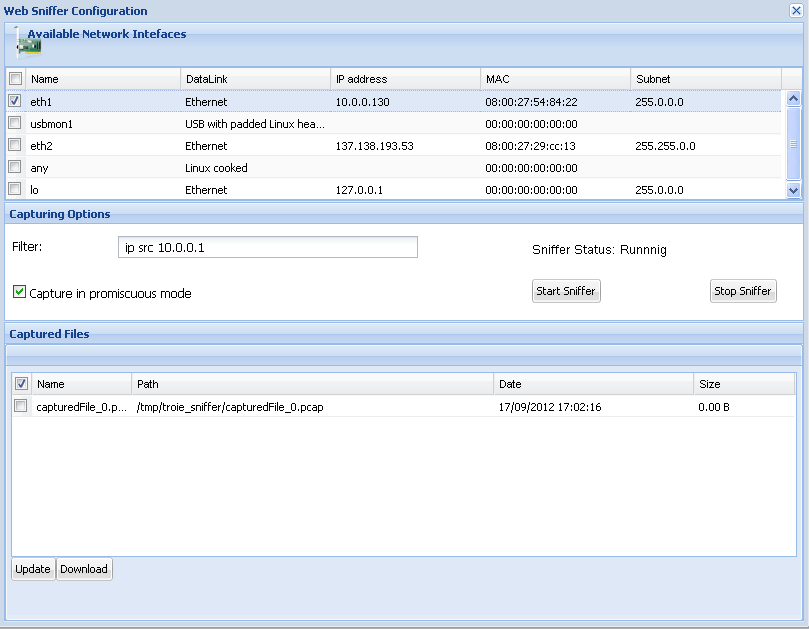 Web Sniffer Configuration
Available Network Intefaces
Name DataLink IP address MAC Subnet
eth1 Ethernet 10.0.0.130 08:00:27:54:84:22 255.0.0.0
usbmon1 USB with padded Linux hea... 00:00:00:00:00:00
eth2 Ethernet 137.138.193.53 08:00:27:29:cc:13 255.255.0.0
any Linux cooked 00:00:00:00:00:00
lo Ethernet 127.0.0.1 00:00:00:00:00:00 255.0.0.0
Capturing Options
Filter: ip src 10.0.0.1 Sniffer Status: Runnnig
Capture in promiscuous mode Start Sniffer Stop Sniffer
Captured Files
Name Path Date Size
capturedFile_0.p... /tmp/troie_sniffer/capturedFile_0.pcap 17/09/2012 17:02:16 0.00 B
Update Download